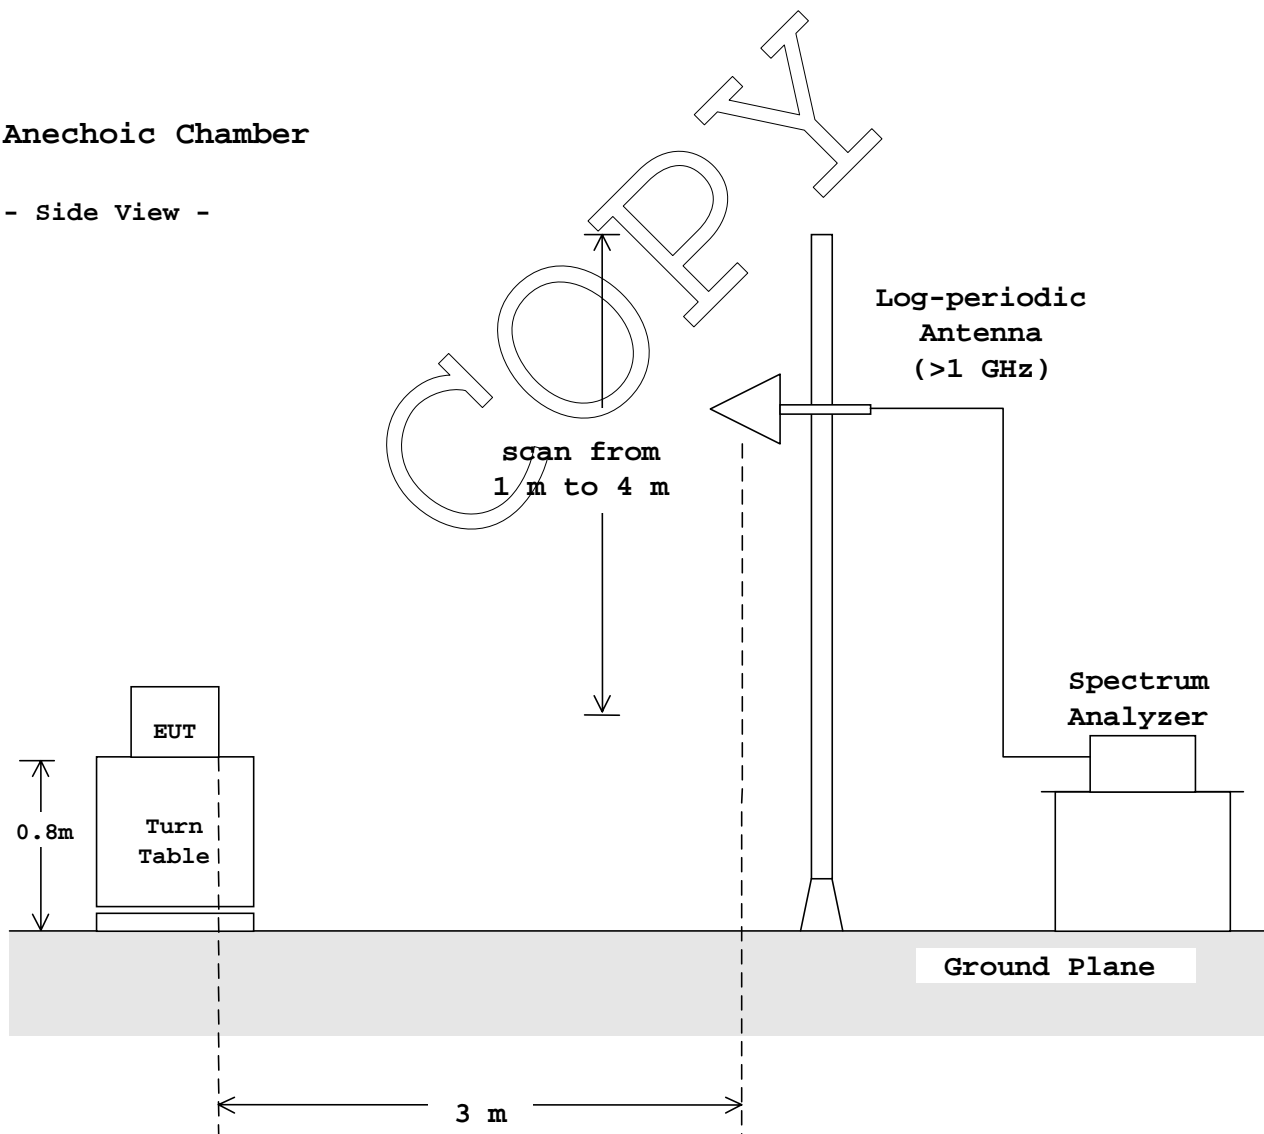 Anechoic Chamber
- Side View -
COPY
Log-periodic
Antenna
(>1 GHz)
scan from
1 m to 4 m
Spectrum
Analyzer
EUT
0.8m
Turn
Table
Ground Plane
3 m